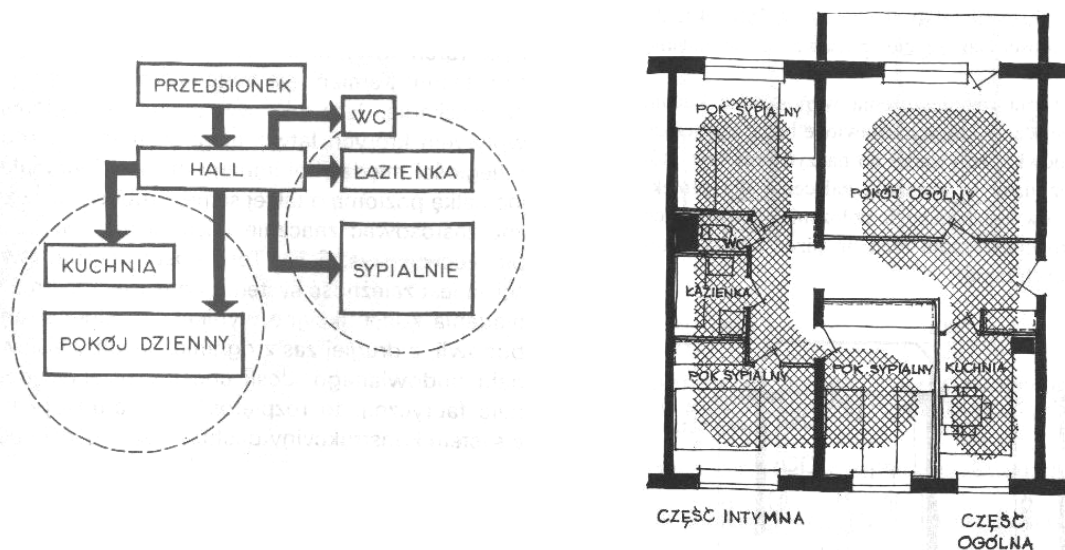 PRZEDSIONEK
WC
HALL
ŁAZIENKA
KUCHNIA
SYPIALNIE
POKÓJ DZIENNY
POK. SYPIALNY
POKÓJ OGÓLNY
WC
ŁAZIENKA
POK SYPIALNY
POK SYPIALNY
KUCHNIA
CZĘŚĆ INTYMNA
CZĘŚĆ
OGÓLNA